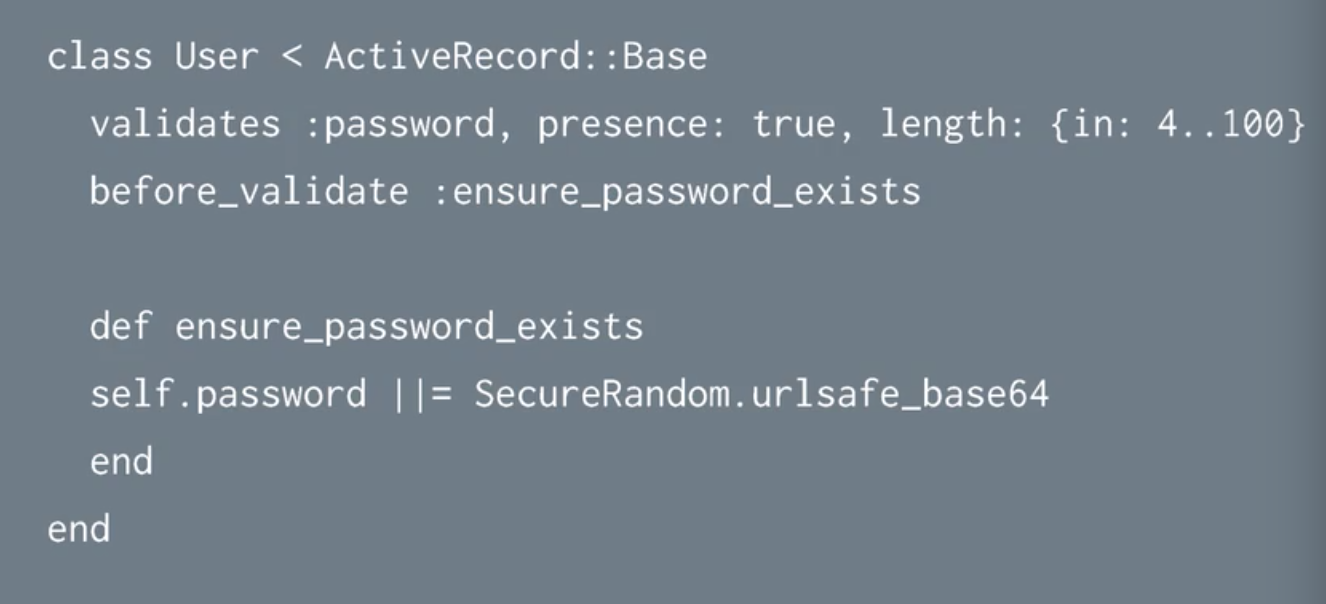 class User < ActiveRecord::Base
  validates :password, presence: true, length: {in: 4..100}
  before_validate :ensure_password_exists

  def ensure_password_exists
  self.password ||= SecureRandom.urlsafe_base64
  end
end